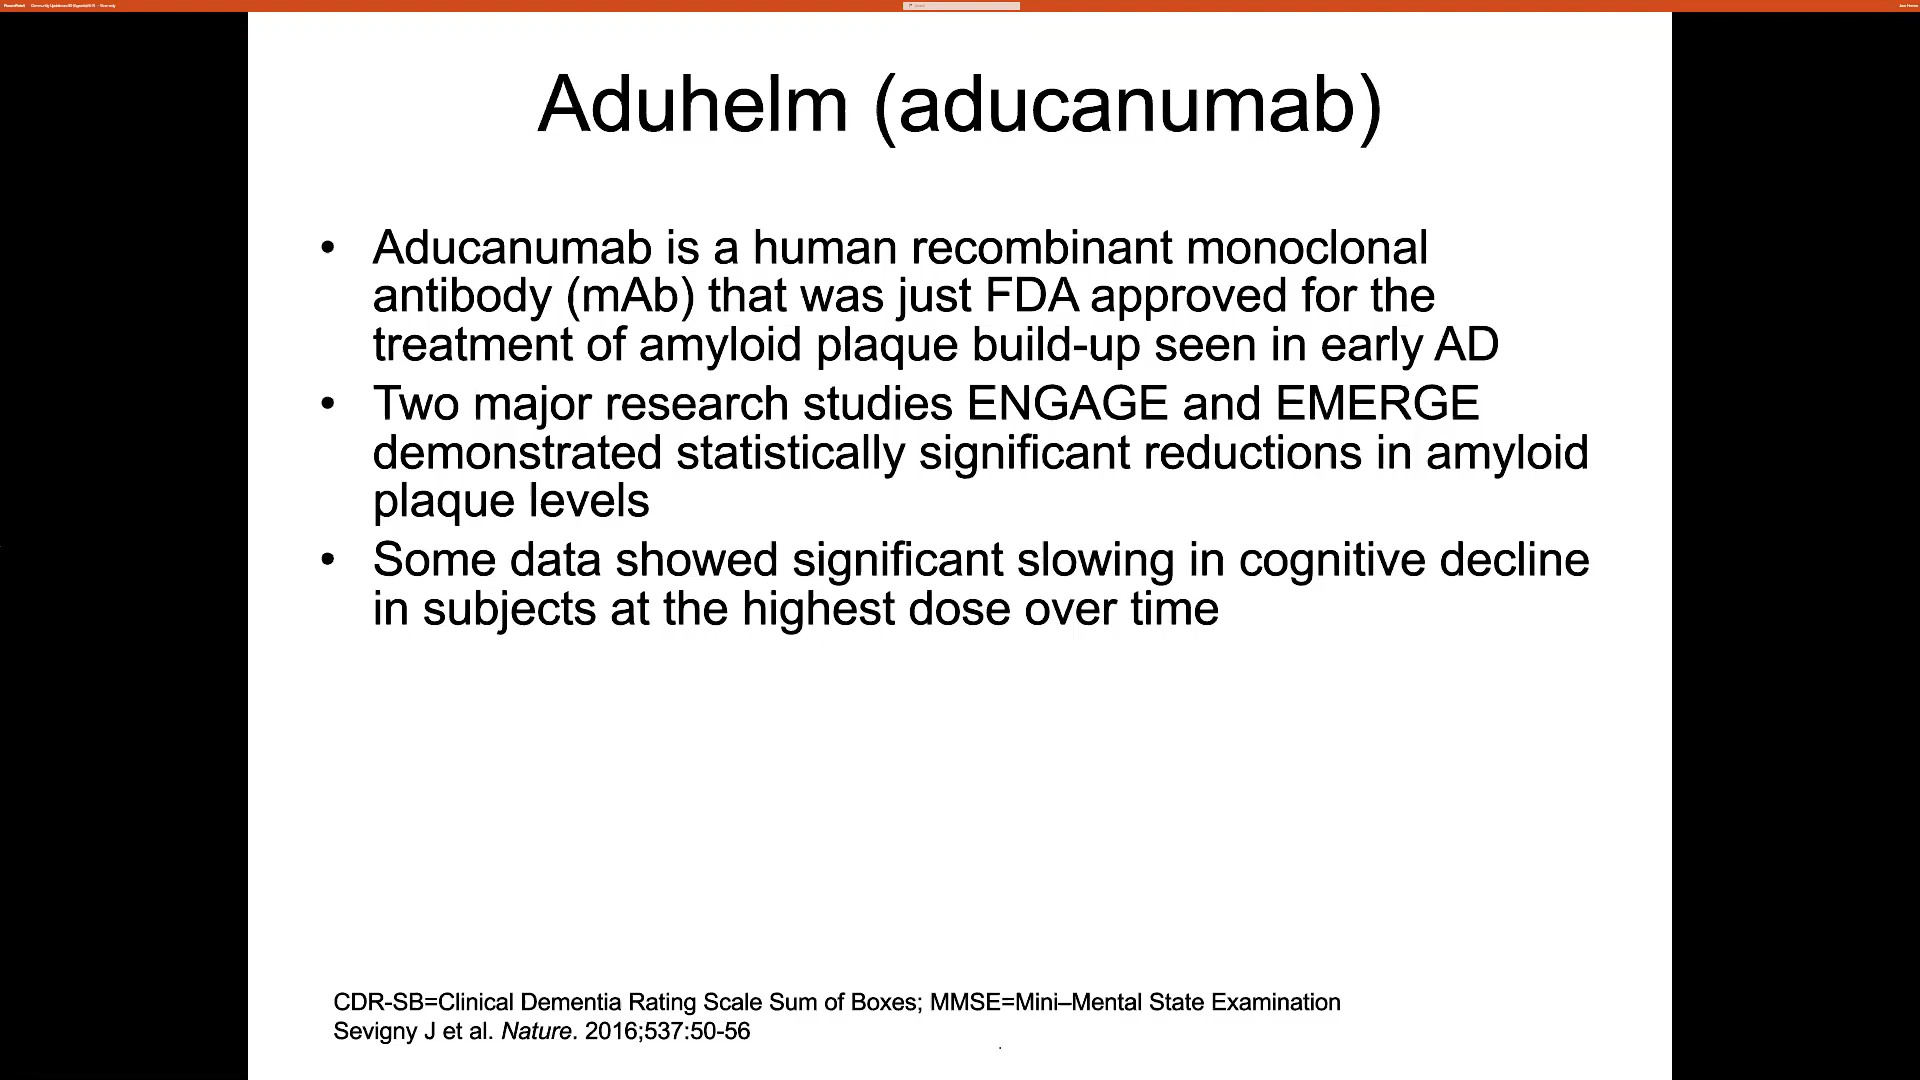 Aduhelm (aducanumab)
• Aducanumab is a human recombinant monoclonal
antibody (mAb) that was just FDA approved for the
treatment of amyloid plaque build-up seen in early AD
• Two major research studies ENGAGE and EMERGE
demonstrated statistically significant reductions in amyloid
plaque levels
• Some data showed significant slowing in cognitive decline
in subjects at the highest dose over time
CDR-SB=Clinical Dementia Rating Scale Sum of Boxes; MMSE=Mini–Mental State Examination
Sevigny J et al. Nature. 2016;537:50-56